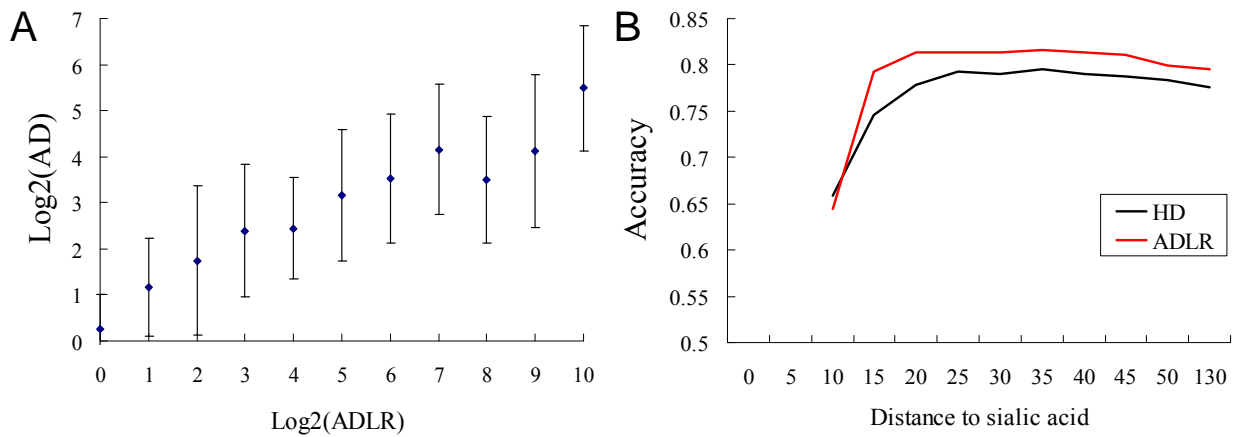 A
Log2(AD)
7
6
5
4
3
2
1
0
0 1 2 3 4 5 6 7 8 9 10
Log2(ADLR)
B
Accuracy
0.85
0.8
0.75
0.7
0.65
0.6
0.55
0.5
HD
ADLR
0 5 10 15 20 25 30 35 40 45 50 130
Distance to sialic acid